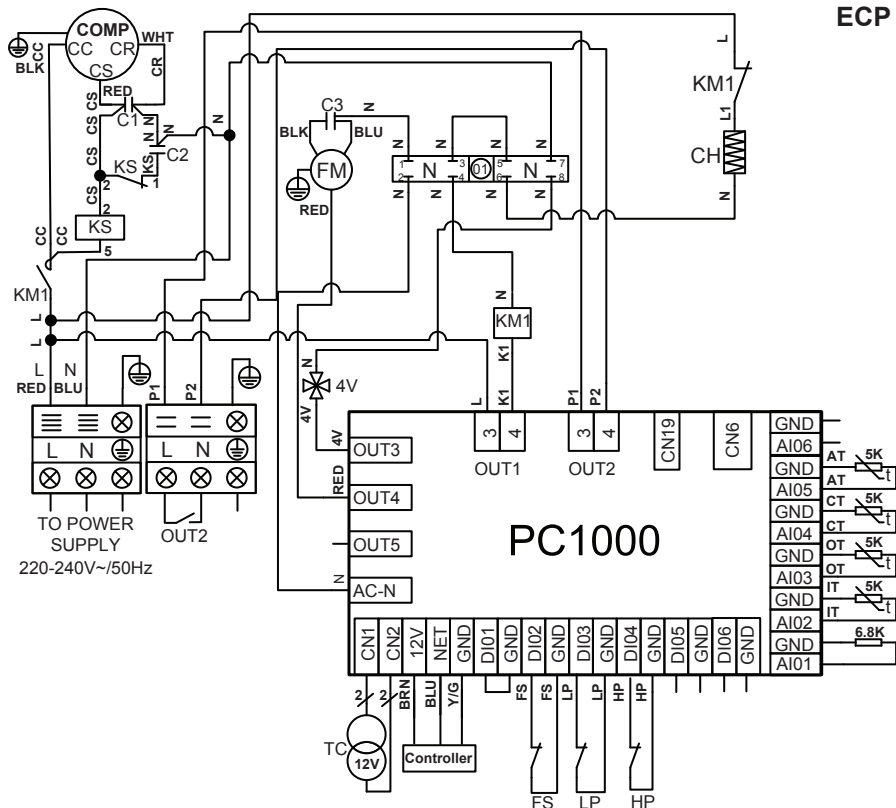 ECP
COMP
CC CR WHT
CS
BLK
CC
RED
CR
CS
C1
N
N
N
N
CS
C2
CS
KS
KS
2
1
CS
2
KS
5
CC
CC
KM1
L
L
L N
RED BLU
P1
P2
L N
L N
TO POWER
SUPPLY
220-240V~/50Hz
OUT2
C3
N
BLK BLU
FM
RED
N
N
N
N
1
2
N
3
4
01
5
6
N
7
8
N
N
N
N
N
KM1
K1
L
K1
P1
P2
L
KM1
L1
CH
N
N
4V
4V
4V
RED
N
OUT3
OUT4
OUT5
AC-N
3 4
OUT1
3 4
OUT2
CN19
CN6
PC1000
GND
AI06
GND
AI05
GND
AI04
GND
AI03
GND
AI02
GND
AI01
AT
5K
t
AT
CT
5K
t
CT
OT
5K
t
OT
IT
5K
t
IT
6.8K
CN1
CN2
12V
NET
GND
DI01
GND
DI02
GND
DI03
GND
DI04
GND
DI05
GND
DI06
GND
2
2
BRN
BLU
Y/G
FS
FS
LP
LP
HP
HP
TC
12V
Controller
FS
LP
HP